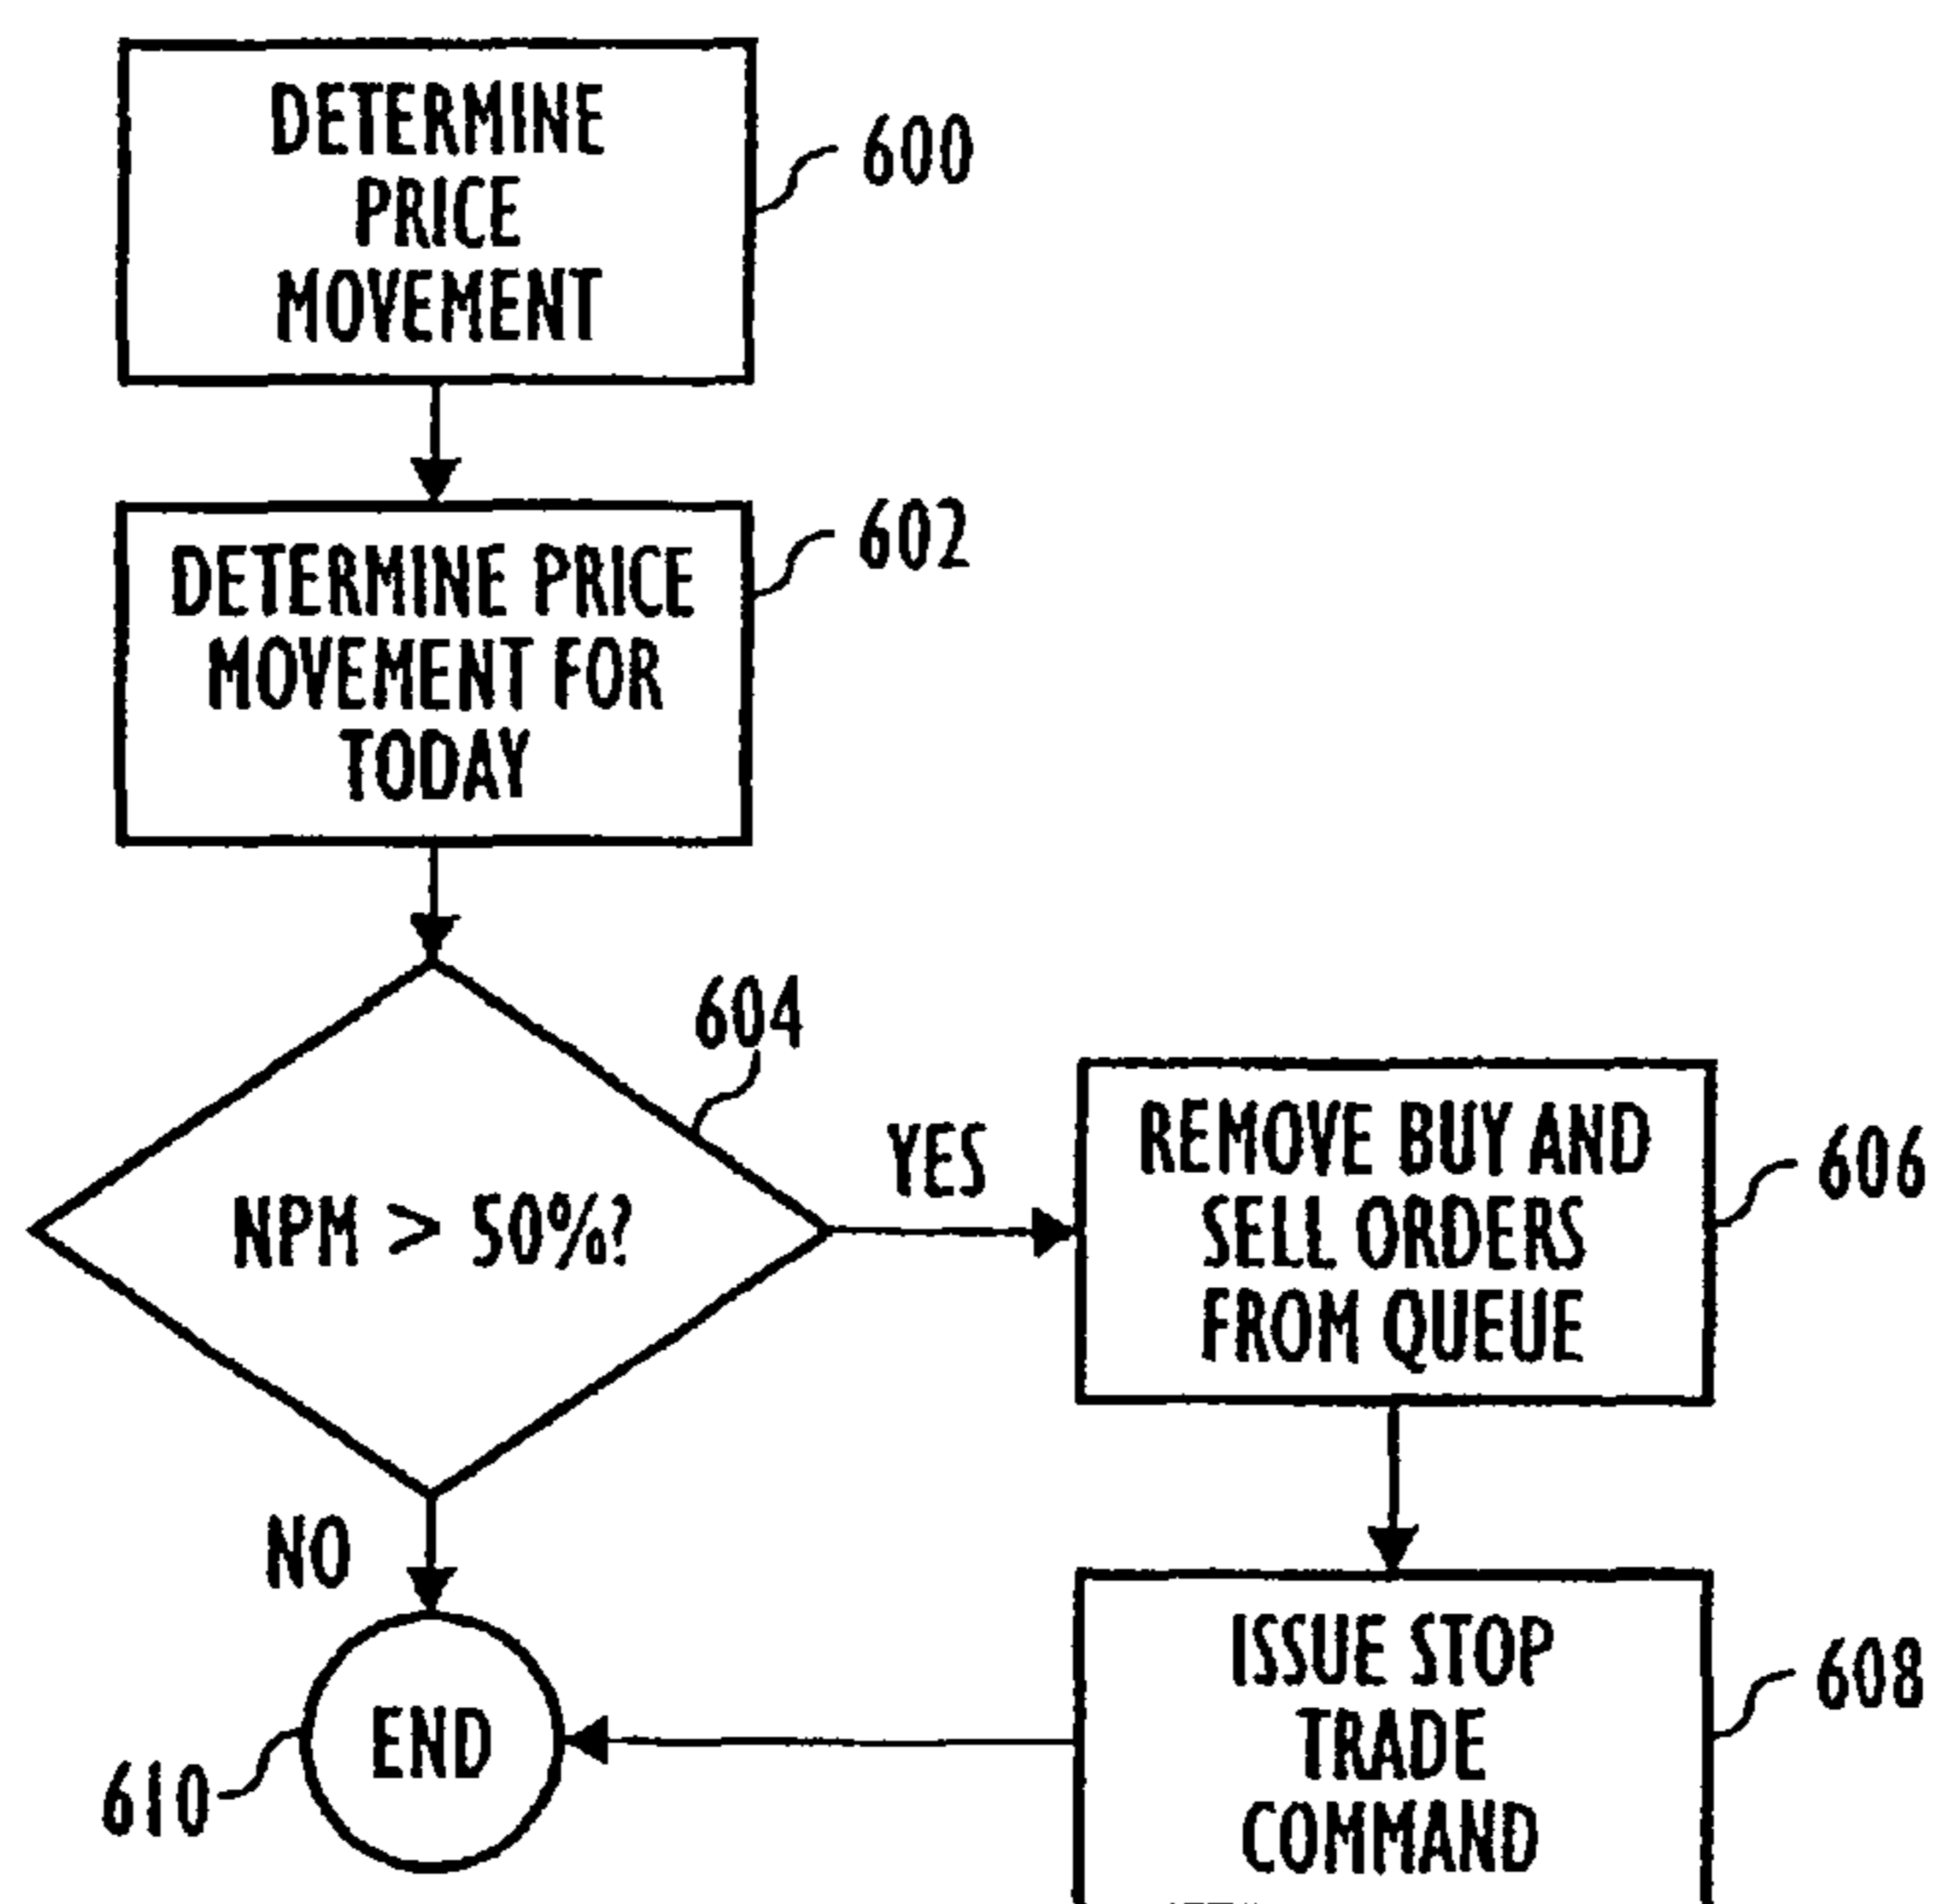 DETERMINE
PRICE
MOVEMENT
600
DETERMINE PRICE
MOVEMENT FOR
TODAY
602
604
NPM > 50%?
YES
REMOVE BUY AND
SELL ORDERS
FROM QUEUE
606
NO
ISSUE STOP
TRADE
COMMAND
608
END
610